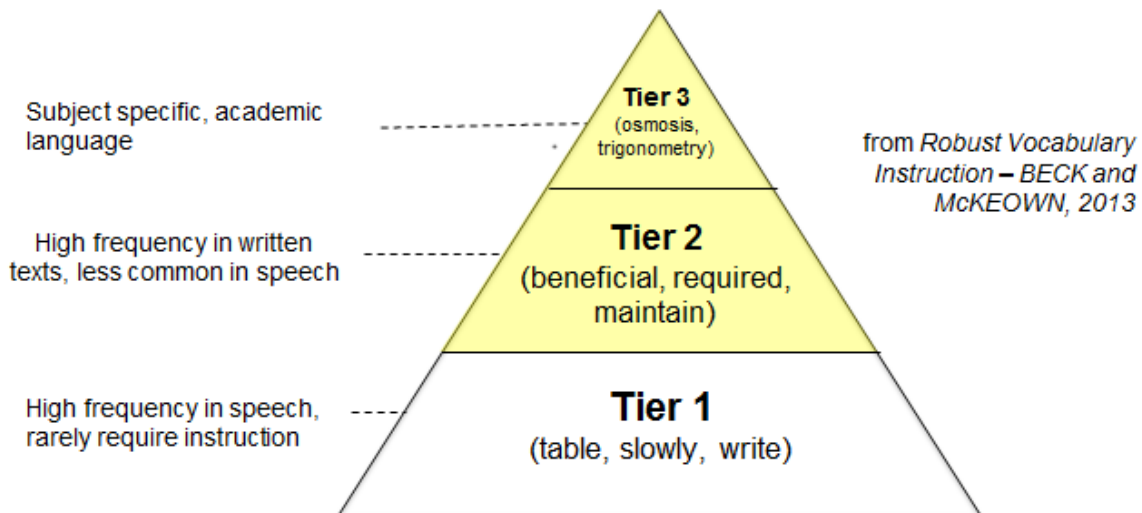 Tier 3
(osmosis,
trigonometry)
Subject specific, academic
language
from Robust Vocabulary
Instruction – BECK and
McKEOWN, 2013
Tier 2
(beneficial, required,
maintain)
High frequency in written
texts, less common in speech
Tier 1
(table, slowly, write)
High frequency in speech,
rarely require instruction